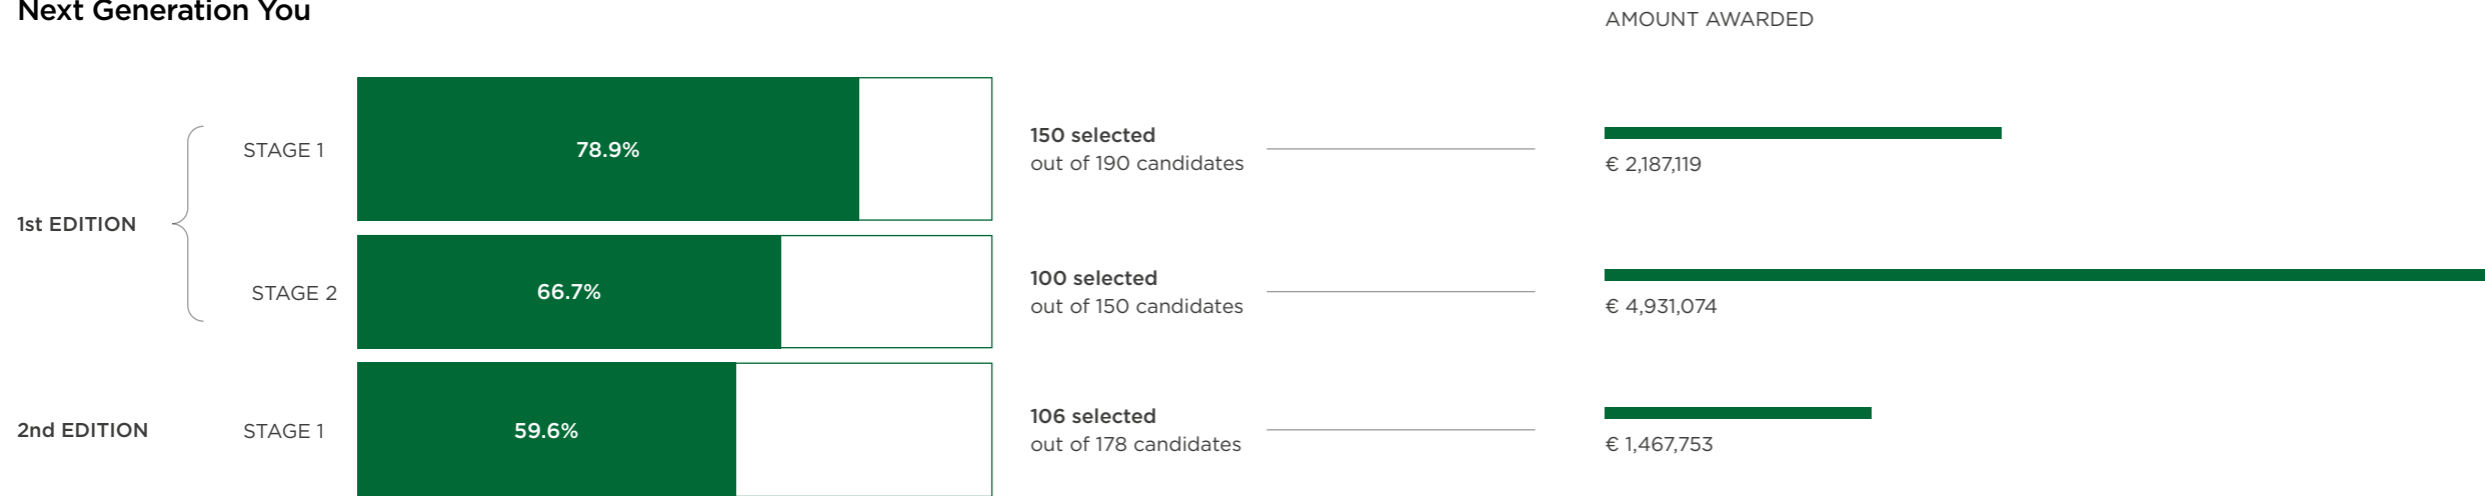 Next Generation You
AMOUNT AWARDED
1st EDITION
STAGE 1
78.9%
150 selected
out of 190 candidates
€ 2,187,119
STAGE 2
66.7%
100 selected
out of 150 candidates
€ 4,931,074
2nd EDITION
STAGE 1
59.6%
106 selected
out of 178 candidates
€ 1,467,753